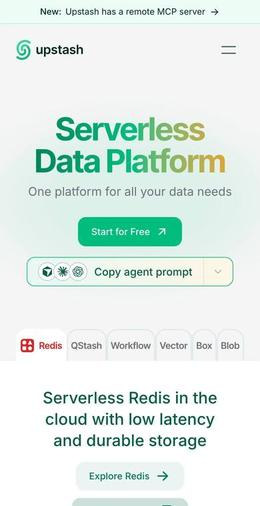 New: Upstash has a remote MCP server →
upstash
Serverless
Data Platform
One platform for all your data needs
Start for Free
Copy agent prompt
Redis QStash Workflow Vector Box Blob
Serverless Redis in the
cloud with low latency
and durable storage
Explore Redis →